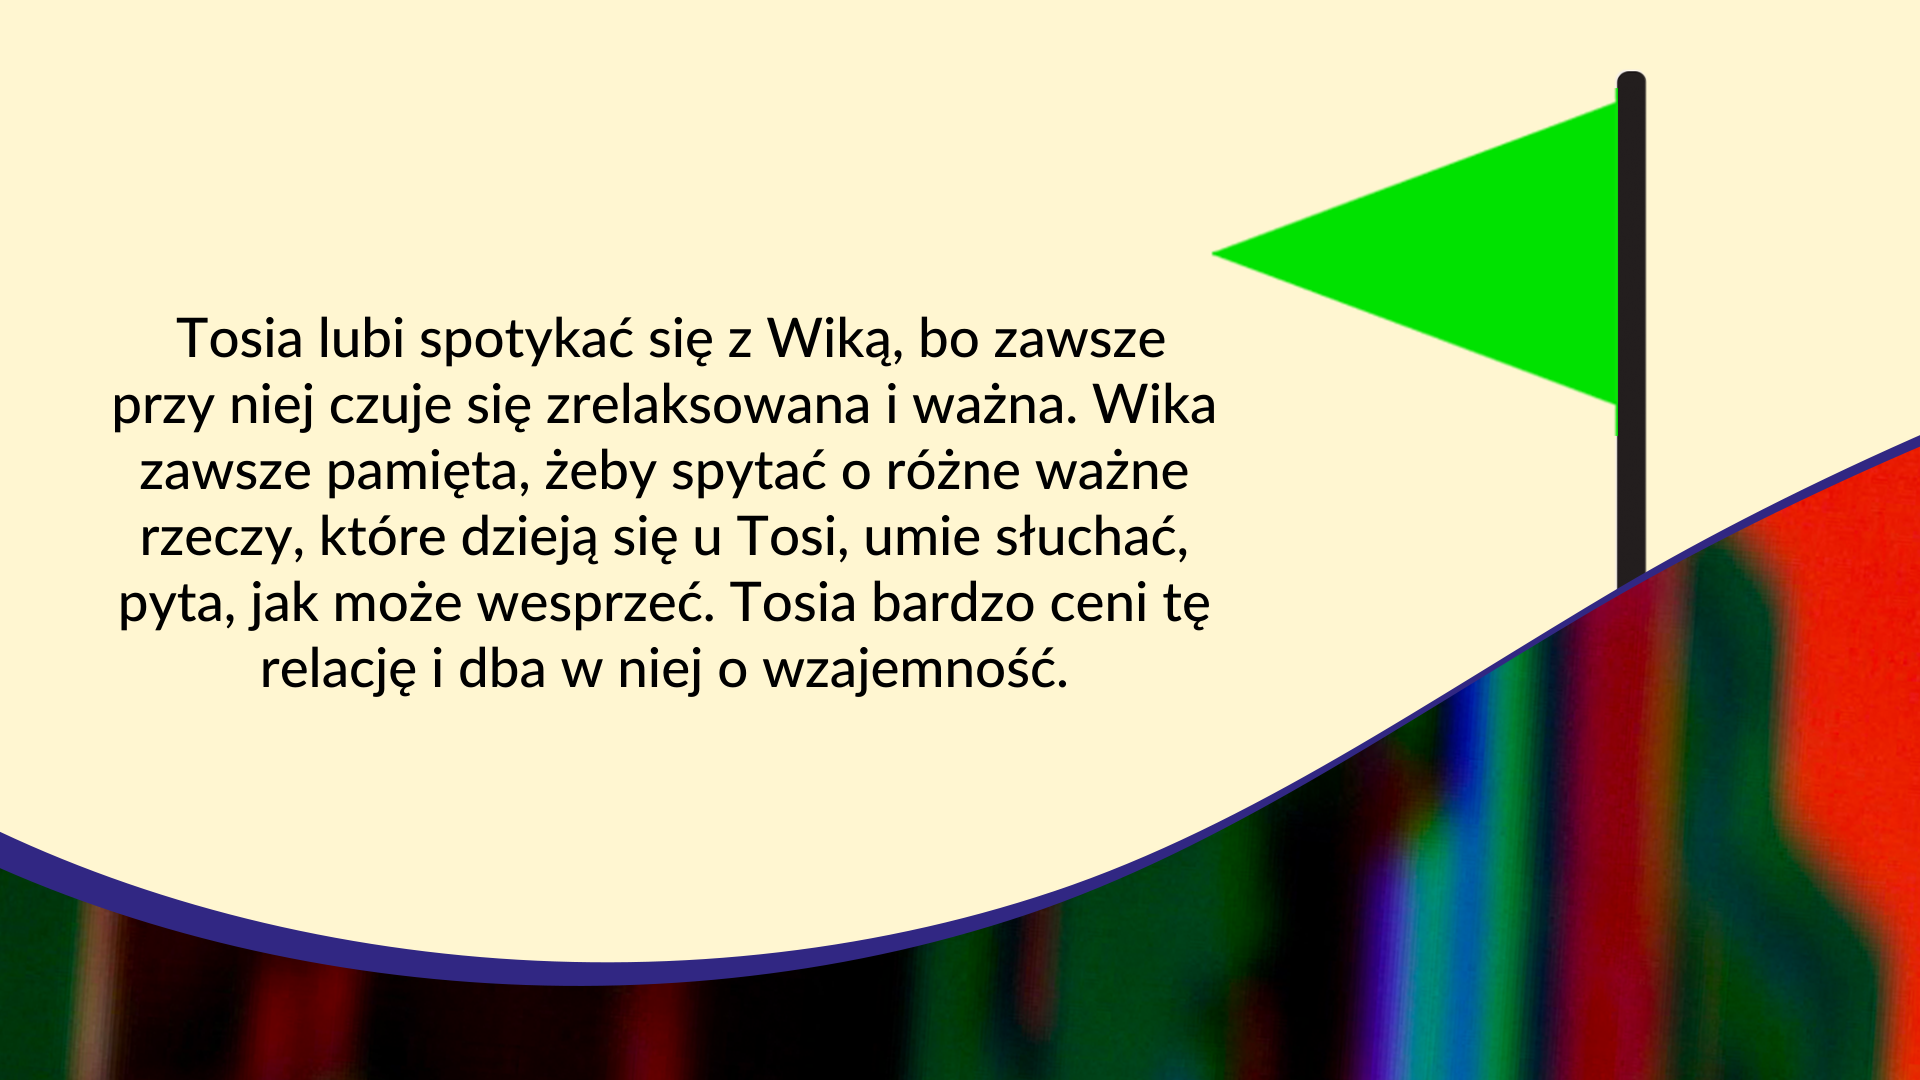 Tosia lubi spotykać się z Wiką, bo zawsze
przy niej czuje się zrelaksowana i ważna. Wika
zawsze pamięta, żeby spytać o różne ważne
rzeczy, które dzieją się u Tosi, umie słuchać,
pyta, jak może wesprzeć. Tosia bardzo ceni tę
relację i dba w niej o wzajemność.